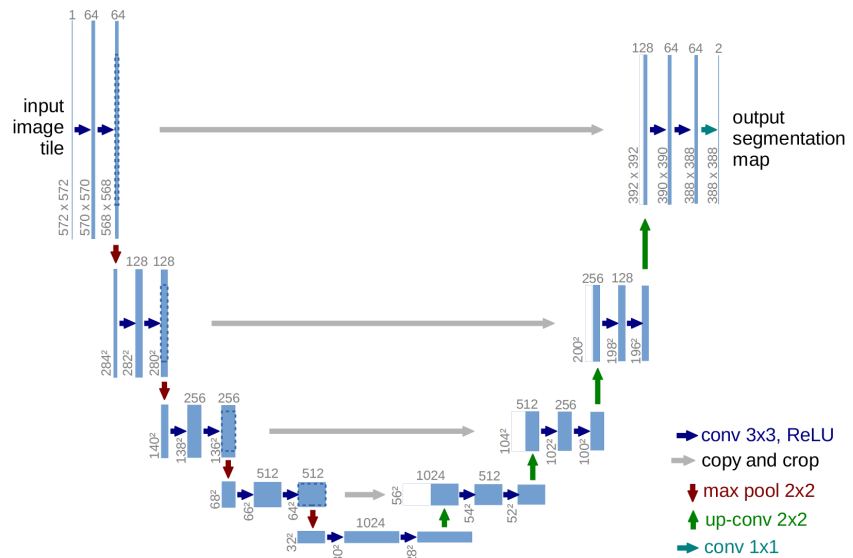 1 64 64
128 64 64 2
input
image
tile
output
segmentation
map
572 x 572
570 x 570
568 x 568
392 x 392
390 x 390
388 x 388
388 x 388
128 128
256 128
284²
282²
280²
200²
198²
196²
256 256
512 256
140²
138²
136²
104²
102²
100²
512 512
1024 512
68²
66²
64²
56²
54²
52²
1024
32²
conv 3x3, ReLU
copy and crop
max pool 2x2
up-conv 2x2
conv 1x1